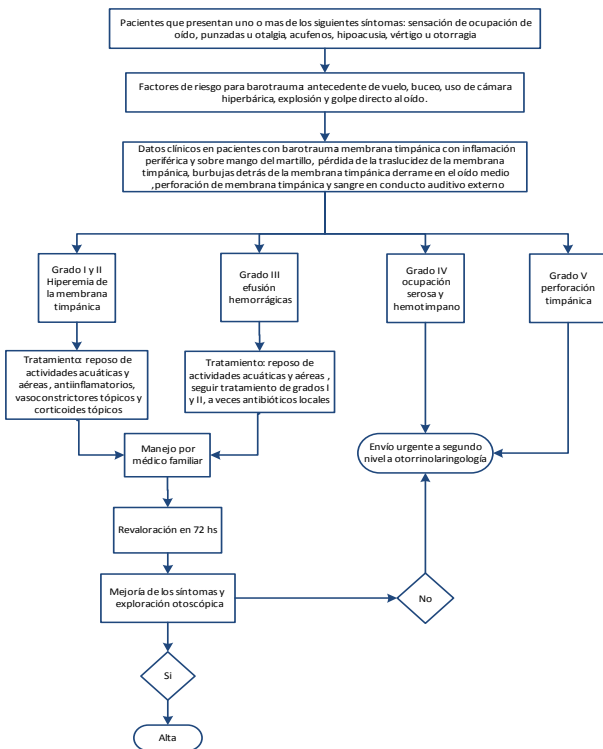 Pacientes que presentan uno o mas de los siguientes síntomas: sensación de ocupación de
oído, punzadas u otalgia, acufenos, hipoacusia, vértigo u otorragia
Factores de riesgo para barotrauma: antecedente de vuelo, buceo, uso de cámara
hiperbárica, explosión y golpe directo al oído.
Datos clínicos en pacientes con barotrauma membrana timpánica con inflamación
periférica y sobre mango del martillo, pérdida de la traslucidez de la membrana
timpánica, burbujas detrás de la membrana timpánica derrame en el oído medio
,perforación de membrana timpánica y sangre en conducto auditivo externo
Grado I y II
Hiperemia de
la membrana
timpánica
Grado III
efusión
hemorrágicas
Grado IV
ocupación
serosa y
hemotimpano
Grado V
perforación
timpánica
Tratamiento: reposo de
actividades acuáticas y
aéreas, antiinflamatorios,
vasoconstrictores tópicos y
corticoides tópicos
Tratamiento: reposo de
actividades acuáticas y aéreas ,
seguir tratamiento de grados I
y II, a veces antibióticos locales
Manejo por
médico familiar
Envío urgente a segundo
nivel a otorrinolaringología
Revaloración en 72 hs
Mejoría de los síntomas y
exploración otoscópica
No
Si
Alta